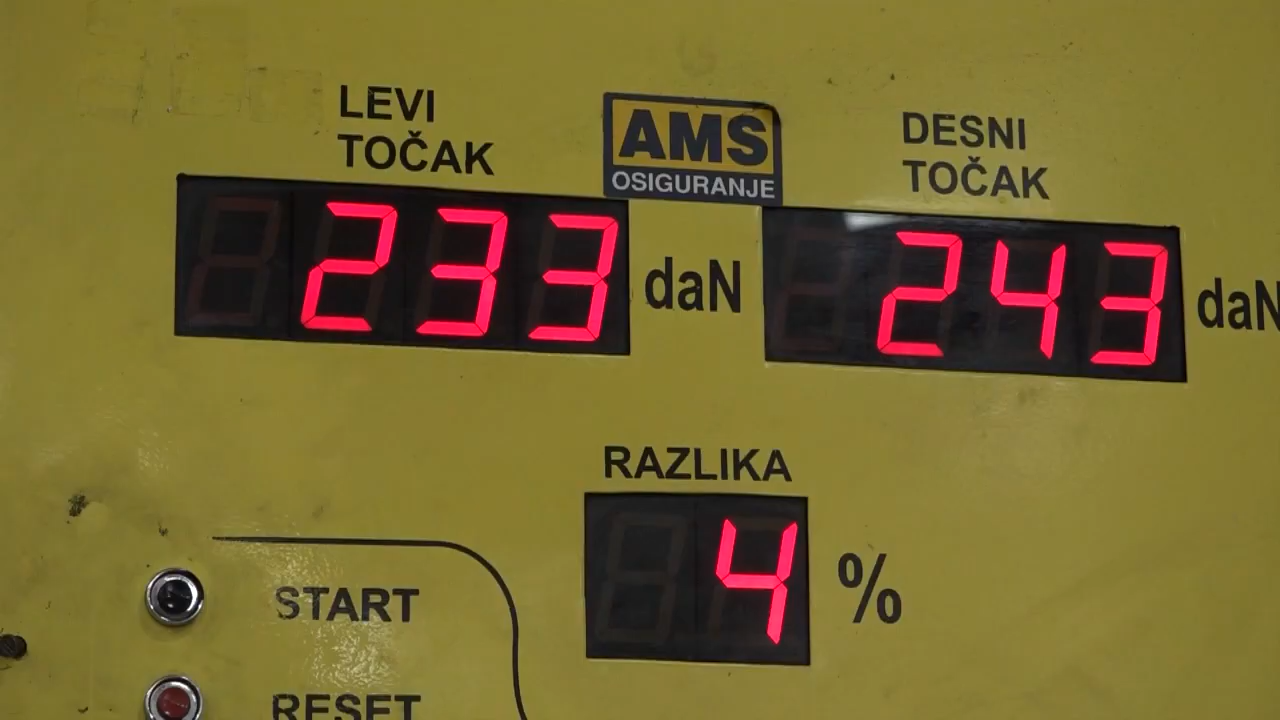 LEVI
TOČAK
AMS
OSIGURANJE
DESNI
TOČAK
233 daN
243 daN
RAZLIKA
4 %
START
RESET